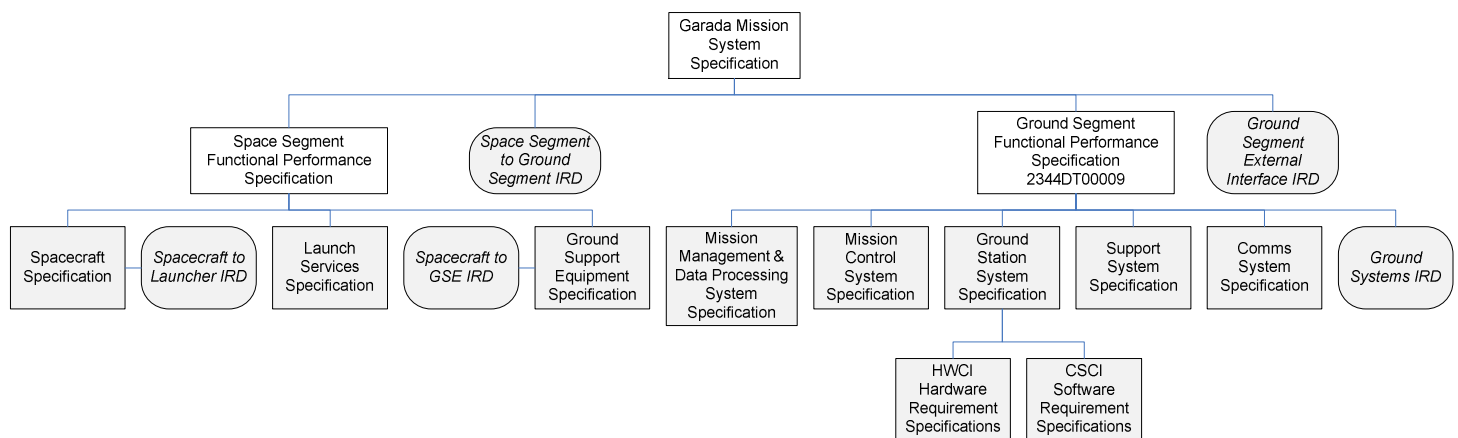 Garada Mission
System
Specification
Space Segment
Functional Performance
Specification
Space Segment
to Ground
Segment IRD
Ground Segment
Functional Performance
Specification
2344DT00009
Ground
Segment
External
Interface IRD
Spacecraft
Specification
Spacecraft to
Launcher IRD
Launch
Services
Specification
Spacecraft to
GSE IRD
Ground
Support
Equipment
Specification
Mission
Management &
Data Processing
System
Specification
Mission
Control
System
Specification
Ground
Station
System
Specification
Support
System
Specification
Comms
System
Specification
Ground
Systems IRD
HWCI
Hardware
Requirement
Specifications
CSCI
Software
Requirement
Specifications